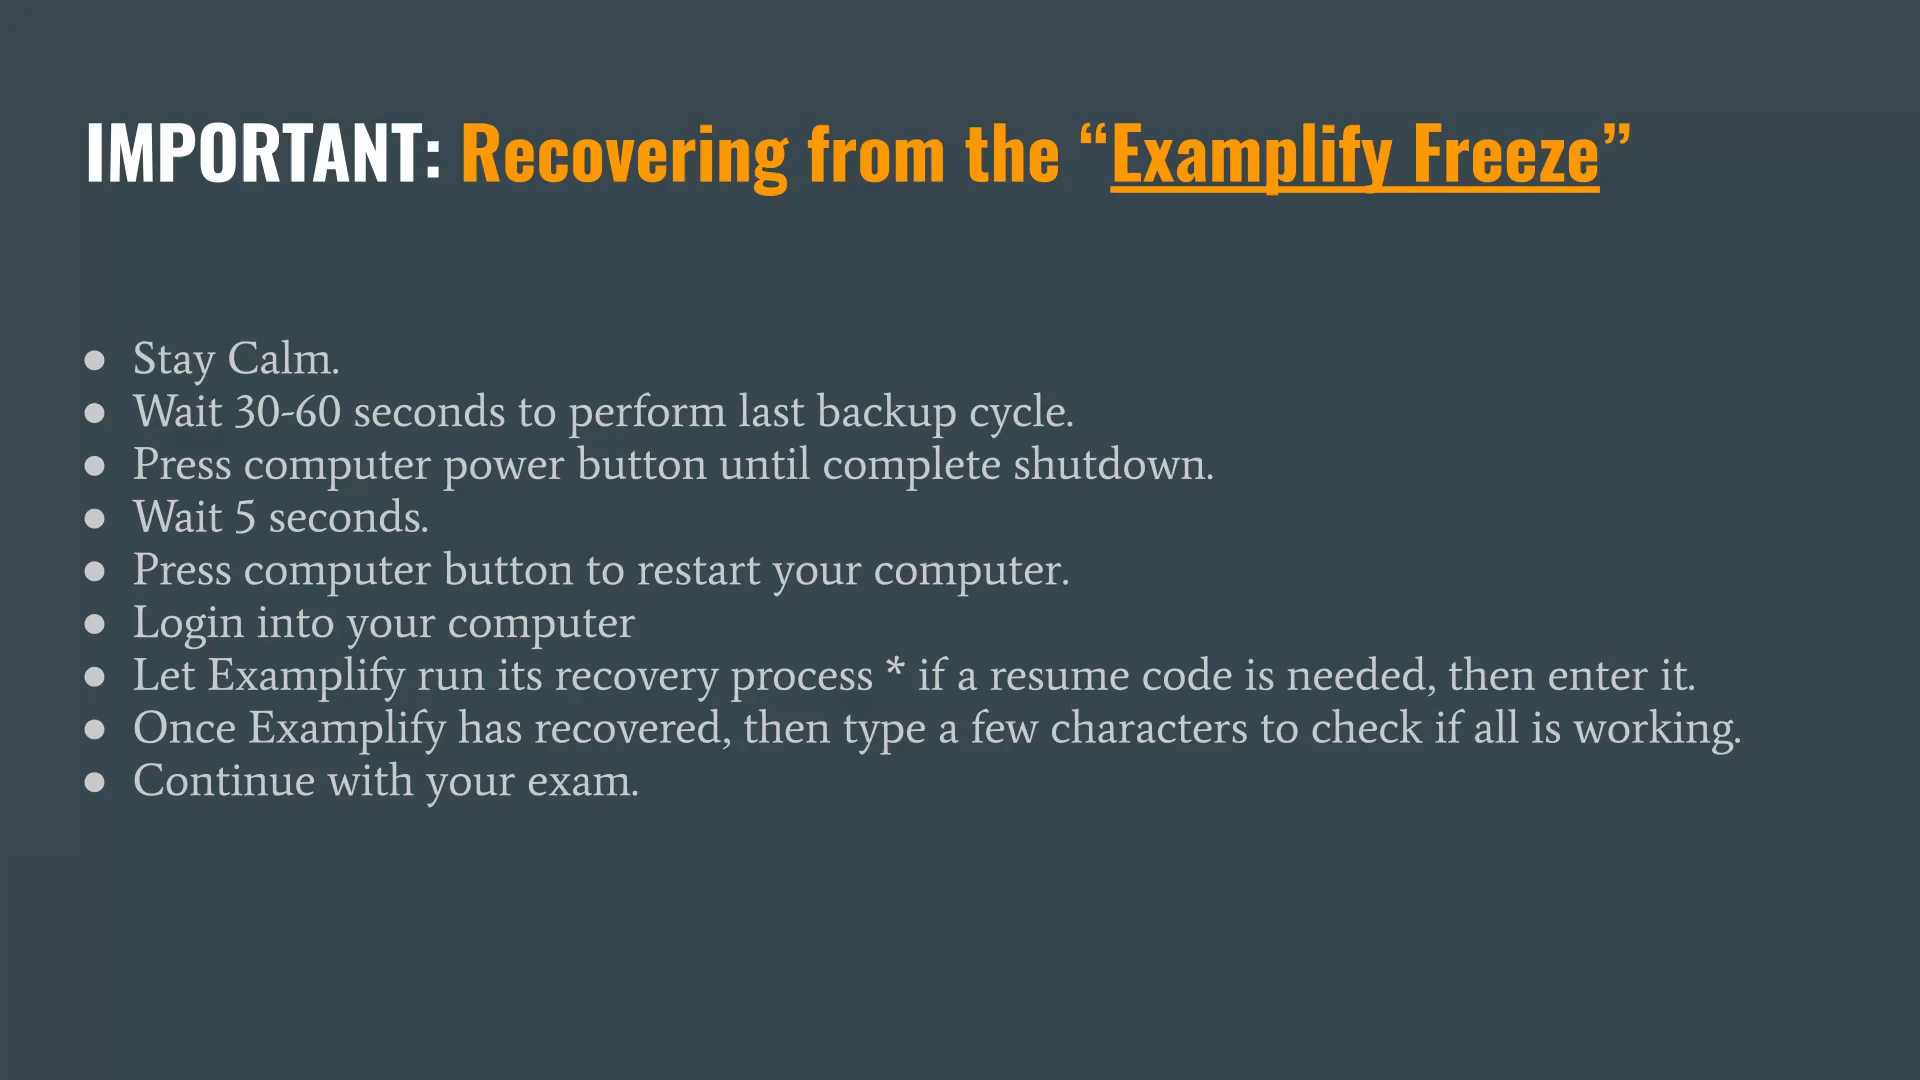 IMPORTANT: Recovering from the “Examplify Freeze”
● Stay Calm.
● Wait 30-60 seconds to perform last backup cycle.
● Press computer power button until complete shutdown.
● Wait 5 seconds.
● Press computer button to restart your computer.
● Login into your computer
● Let Examplify run its recovery process * if a resume code is needed, then enter it.
● Once Examplify has recovered, then type a few characters to check if all is working.
● Continue with your exam.